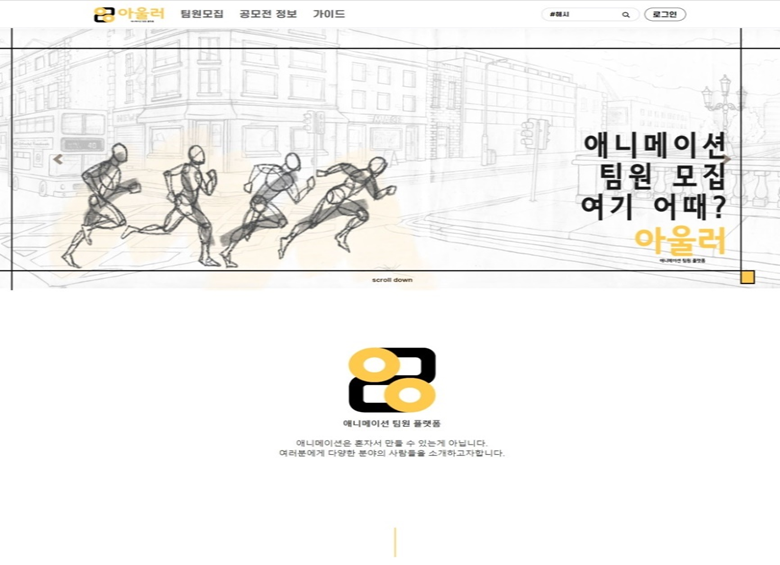 아울러
팀원모집 공모전 정보 가이드
#해시
로그인
애니메이션
팀원 모집
여기 어때?
아울러
애니메이션 팀원 플랫폼
scroll down
애니메이션 팀원 플랫폼
애니메이션은 혼자서 만들 수 있는게 아닙니다.
여러분에게 다양한 분야의 사람들을 소개하고자합니다.